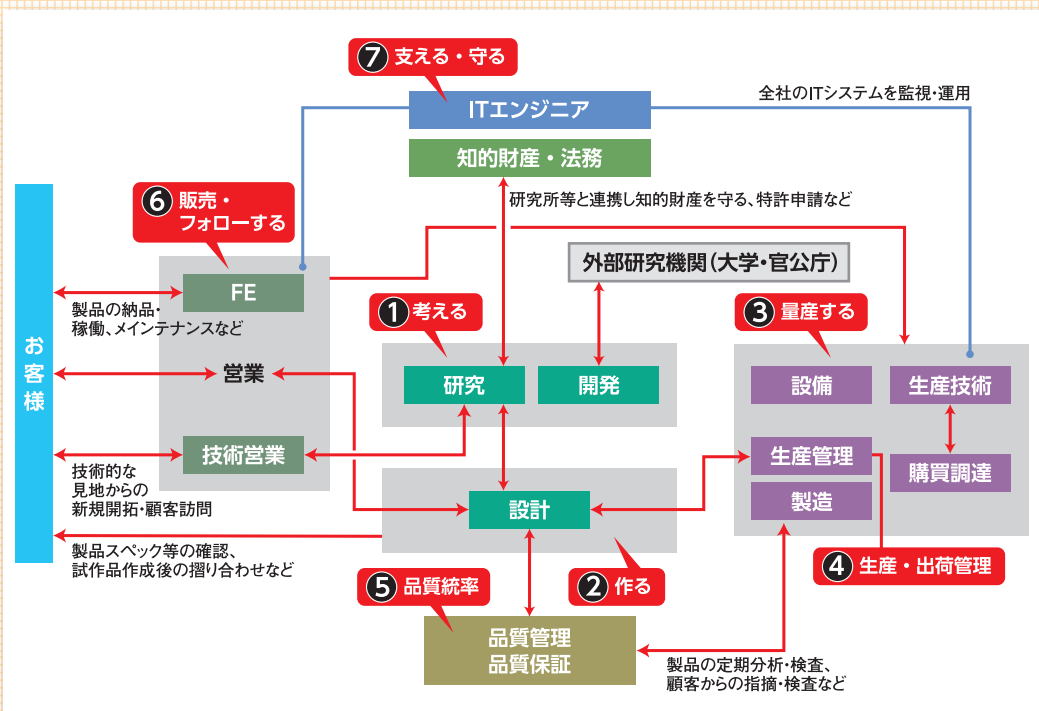 ❼ 支える・守る
ITエンジニア
全社のITシステムを監視・運用
知的財産・法務
研究所等と連携し知的財産を守る、特許申請など
❻ 販売・
フォローする
外部研究機関（大学・官公庁）
FE
製品の納品・
稼働、メインテナンスなど
❶ 考える
❸ 量産する
お客様
営業
研究
開発
設備
生産技術
技術営業
生産管理
購買調達
技術的な
見地からの
新規開拓・顧客訪問
製造
設計
製品スペック等の確認、
試作品作成後の摺り合わせなど
❹ 生産・出荷管理
❺ 品質統率
❷ 作る
品質管理
品質保証
製品の定期分析・検査、
顧客からの指摘・検査など